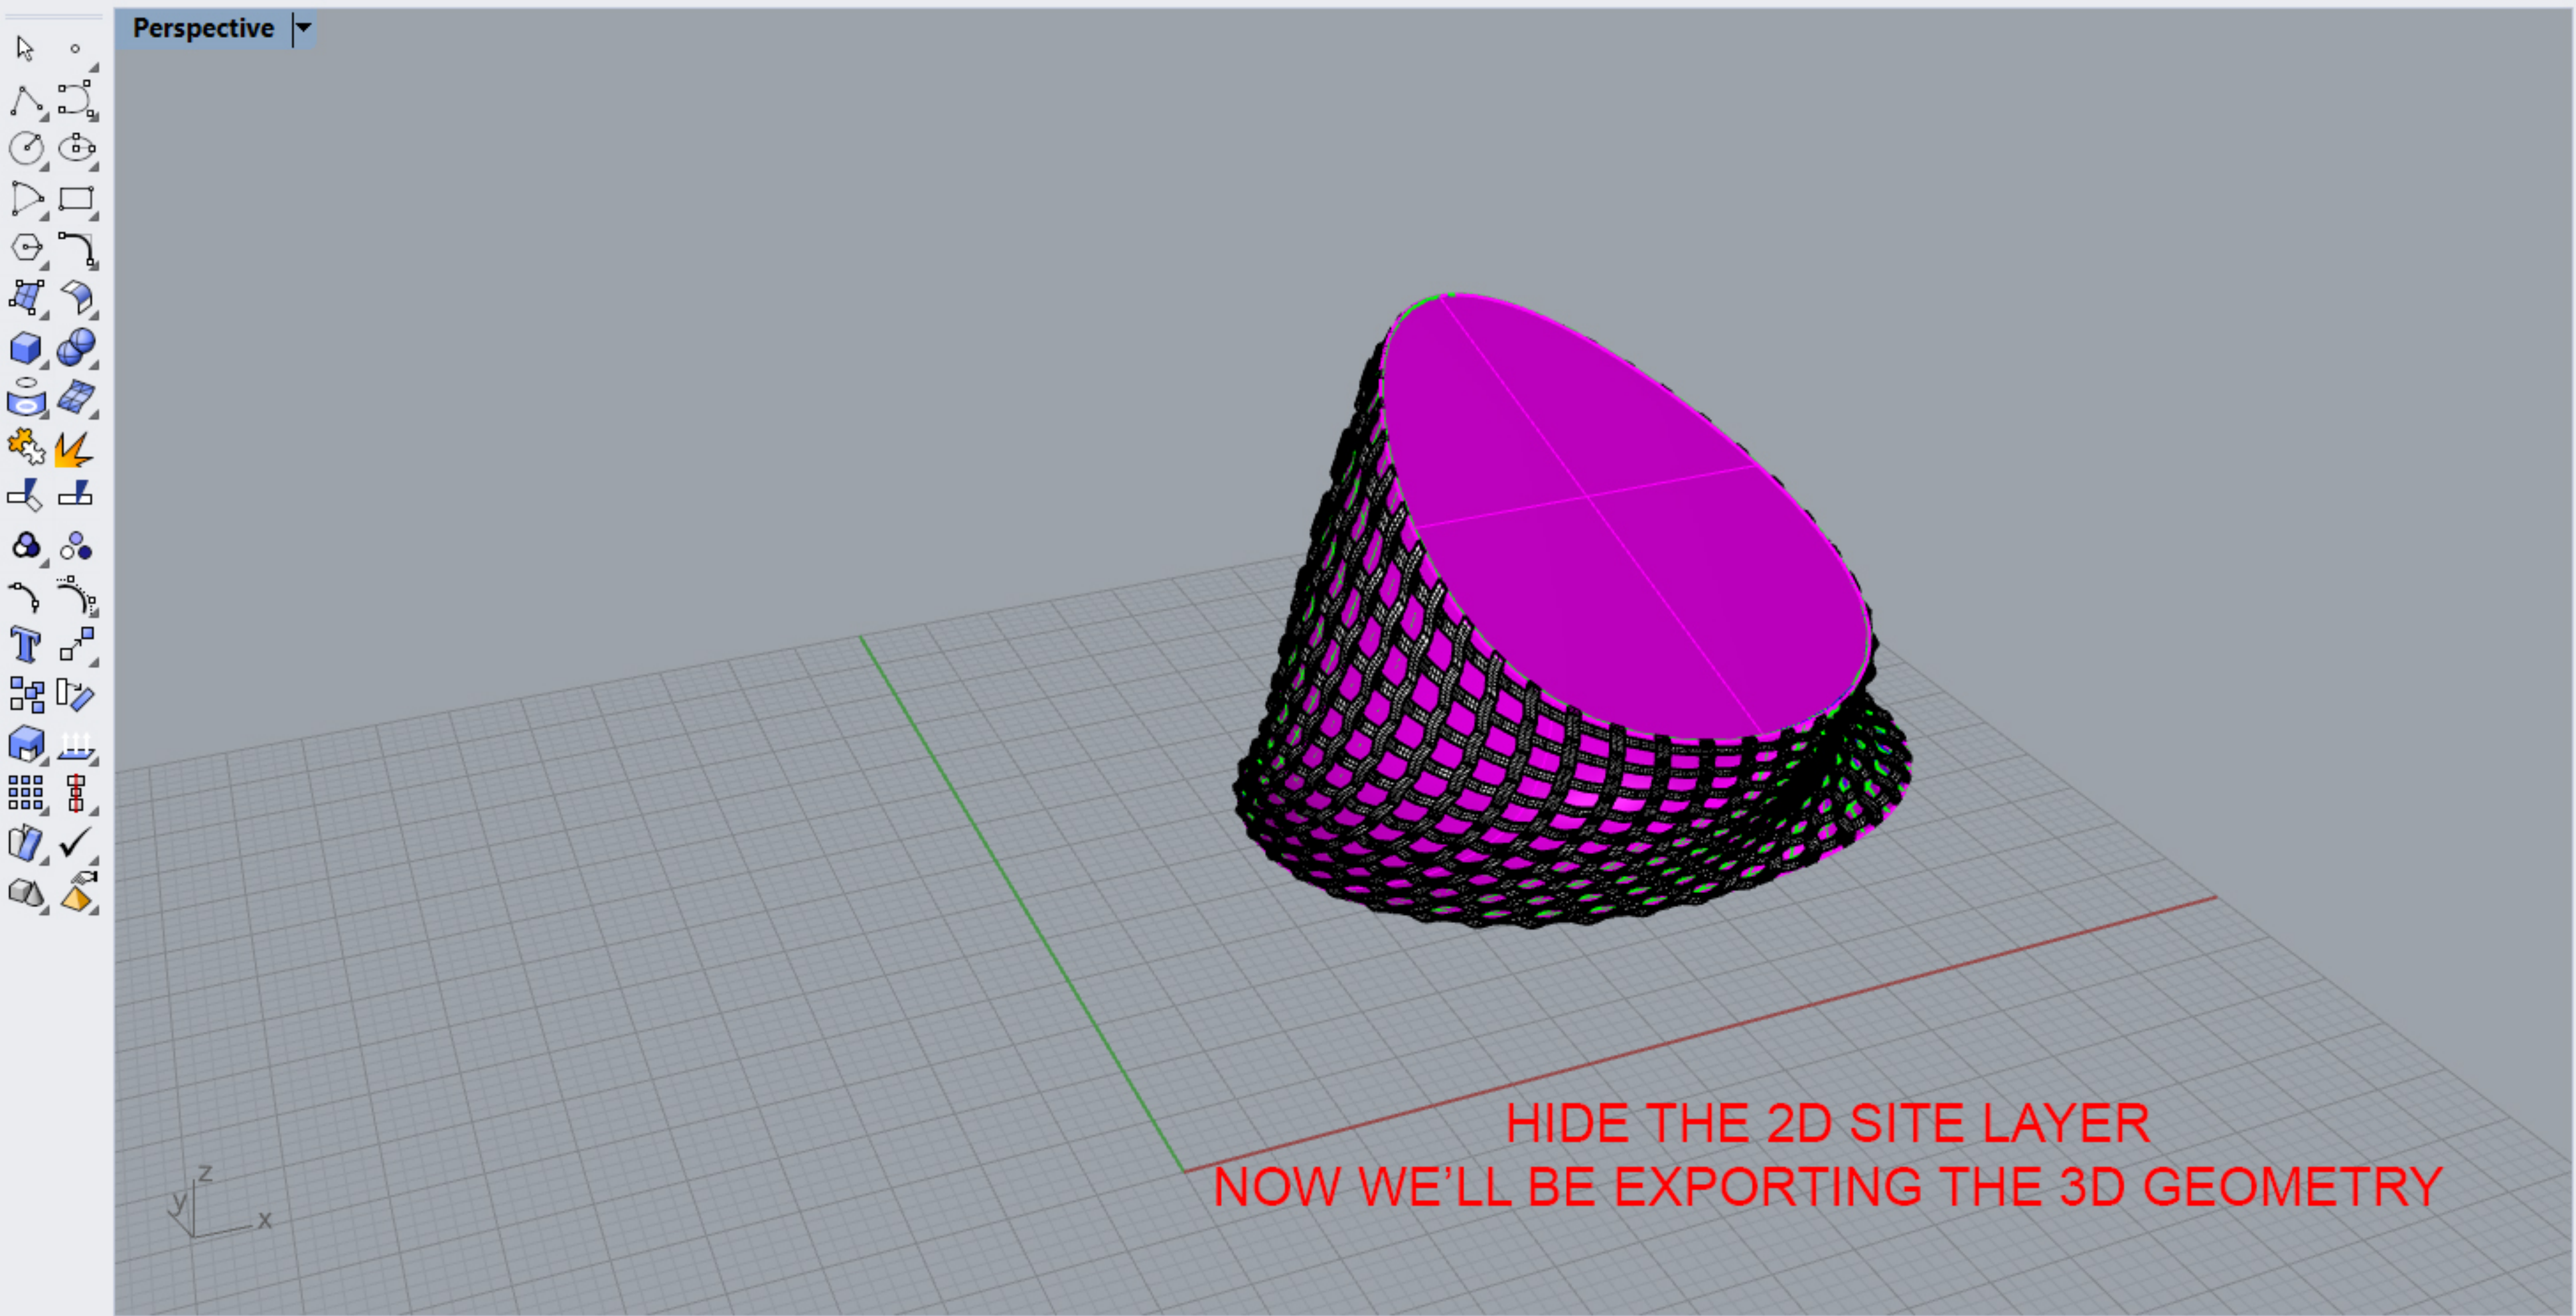 Perspective
HIDE THE 2D SITE LAYER
NOW WE’LL BE EXPORTING THE 3D GEOMETRY
z
y
x